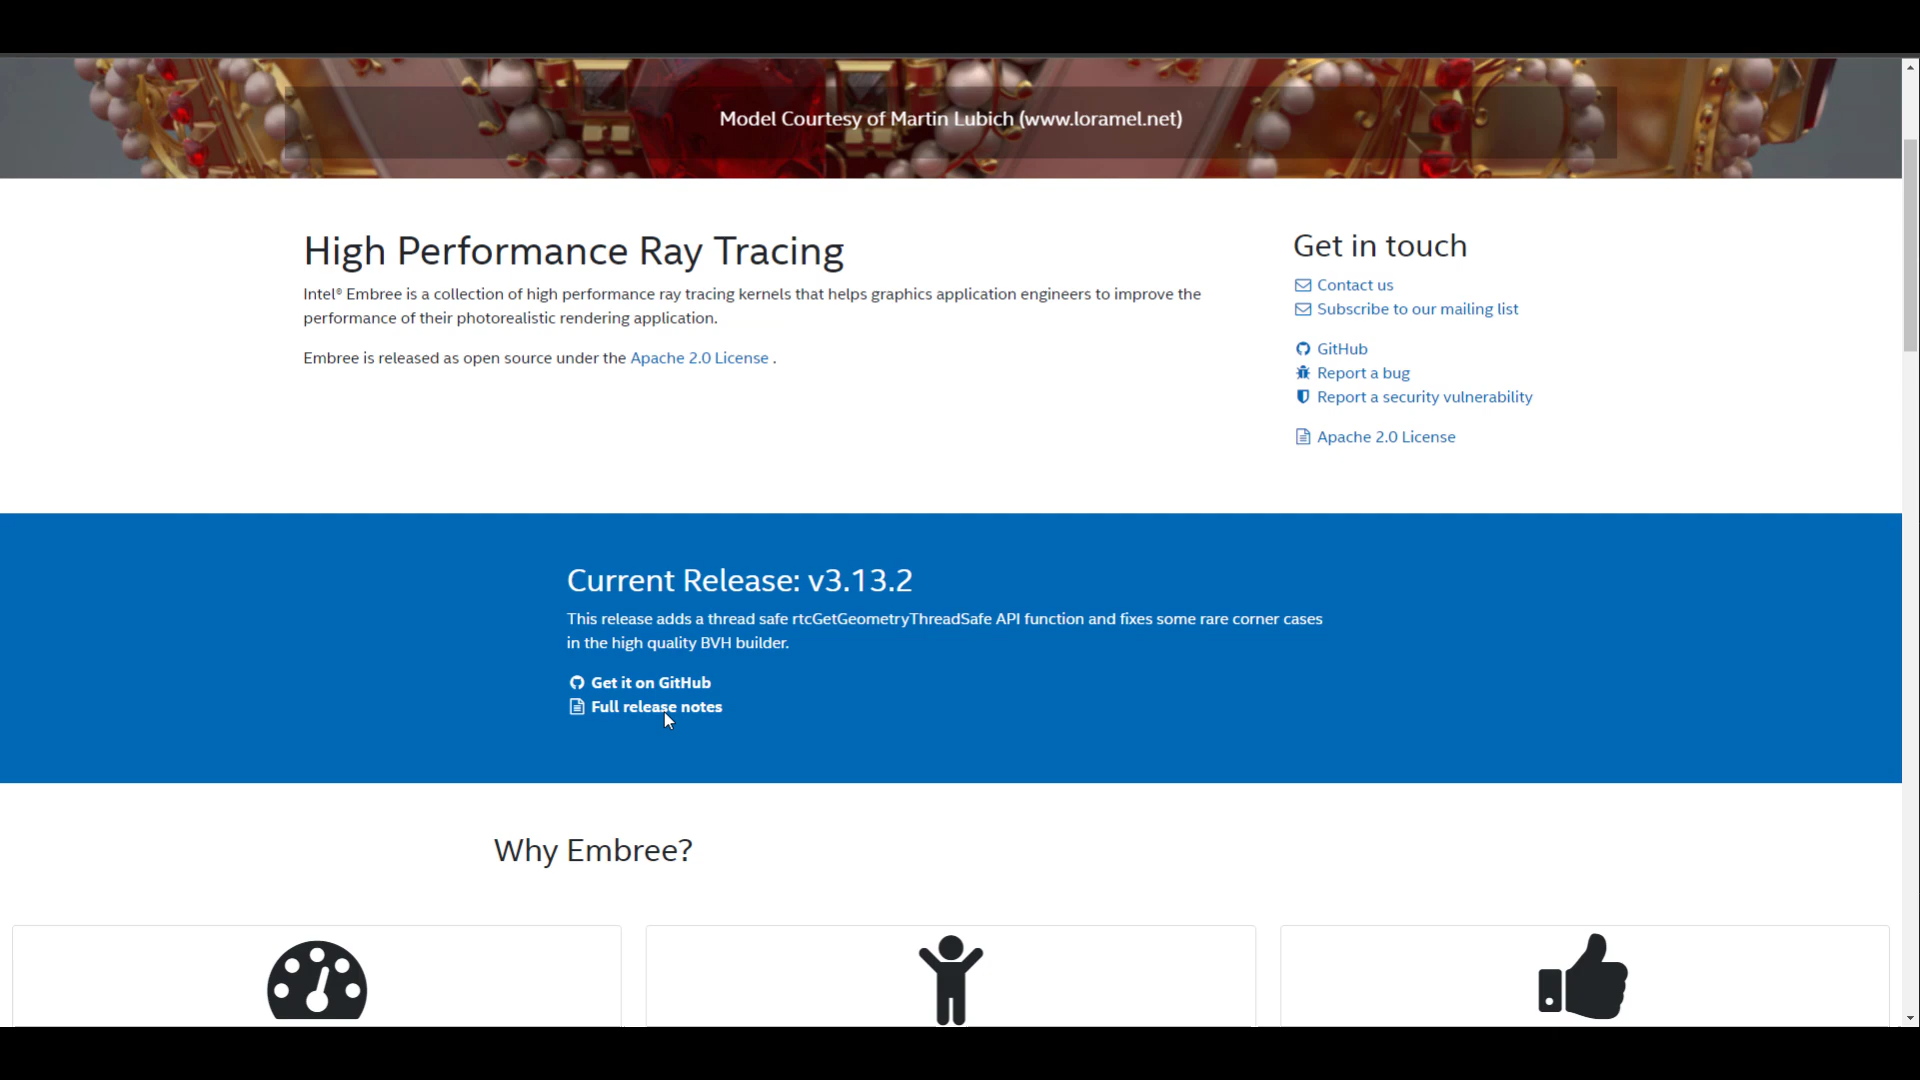 Model Courtesy of Martin Lubich (www.loramel.net)
High Performance Ray Tracing
Intel® Embree is a collection of high performance ray tracing kernels that helps graphics application engineers to improve the
performance of their photorealistic rendering application.
Embree is released as open source under the Apache 2.0 License .
Get in touch
Contact us
Subscribe to our mailing list
GitHub
Report a bug
Report a security vulnerability
Apache 2.0 License
Current Release: v3.13.2
This release adds a thread safe rtcGetGeometryThreadSafe API function and fixes some rare corner cases
in the high quality BVH builder.
Get it on GitHub
Full release notes
Why Embree?